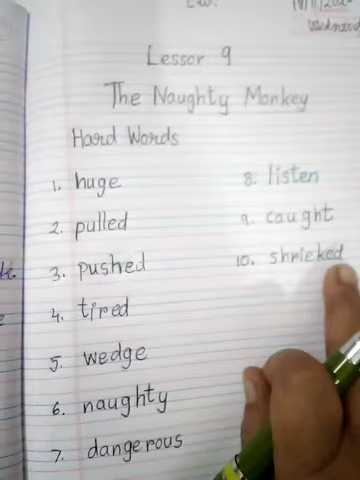 Lesson 9
The Naughty Monkey
Hard Words
1. huge
2. pulled
3. pushed
4. tired
5. wedge
6. naughty
7. dangerous
8. listen
9. caught
10. shrieked